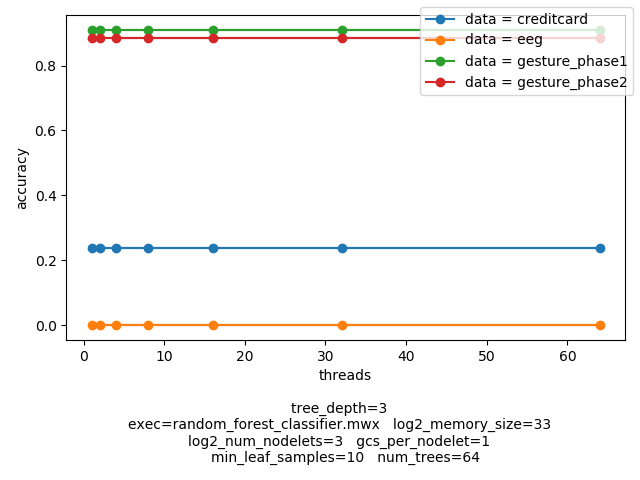 data = creditcard
data = eeg
data = gesture_phase1
data = gesture_phase2
accuracy
0.8
0.6
0.4
0.2
0.0
0 10 20 30 40 50 60
threads
tree_depth=3
exec=random_forest_classifier.mwx log2_memory_size=33
log2_num_nodelets=3 gcs_per_nodelet=1
min_leaf_samples=10 num_trees=64